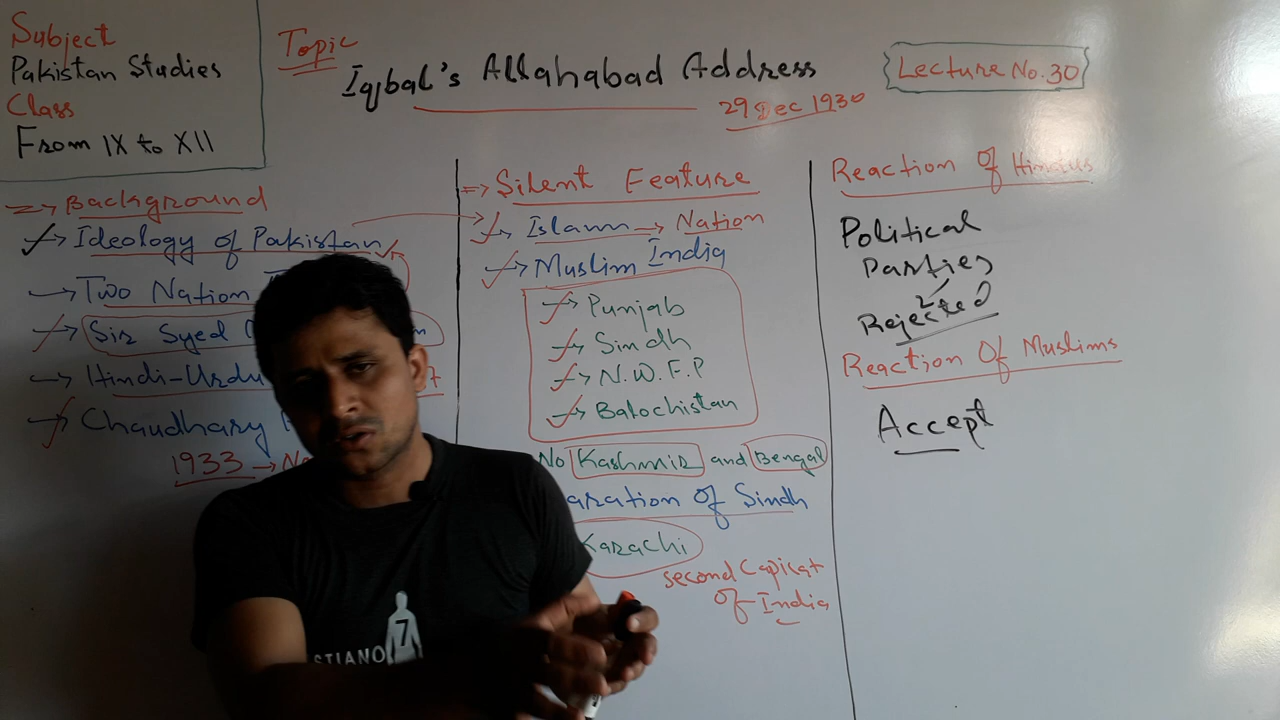 Subject
Pakistan Studies
Class
From IX to XII
Topic
Iqbal's Allahabad Address
29 Dec 1930
Lecture No. 30
=> Background
→ Ideology of Pakistan
→ Two Nation
→ Sir Syed
→ Hindi-Urdu
→ Chaudhary
1933 →
=> Silent Feature
→ Islam → Nation
→ Muslim India
→ Punjab
→ Sindh
→ N.W.F.P
→ Balochistan
No Kashmir and Bengal
aration of Sindh
Karachi
second Capital
of India
Reaction of Hindus
Political
Parties
Rejected
Reaction Of Muslims
Accept
7
STIANO